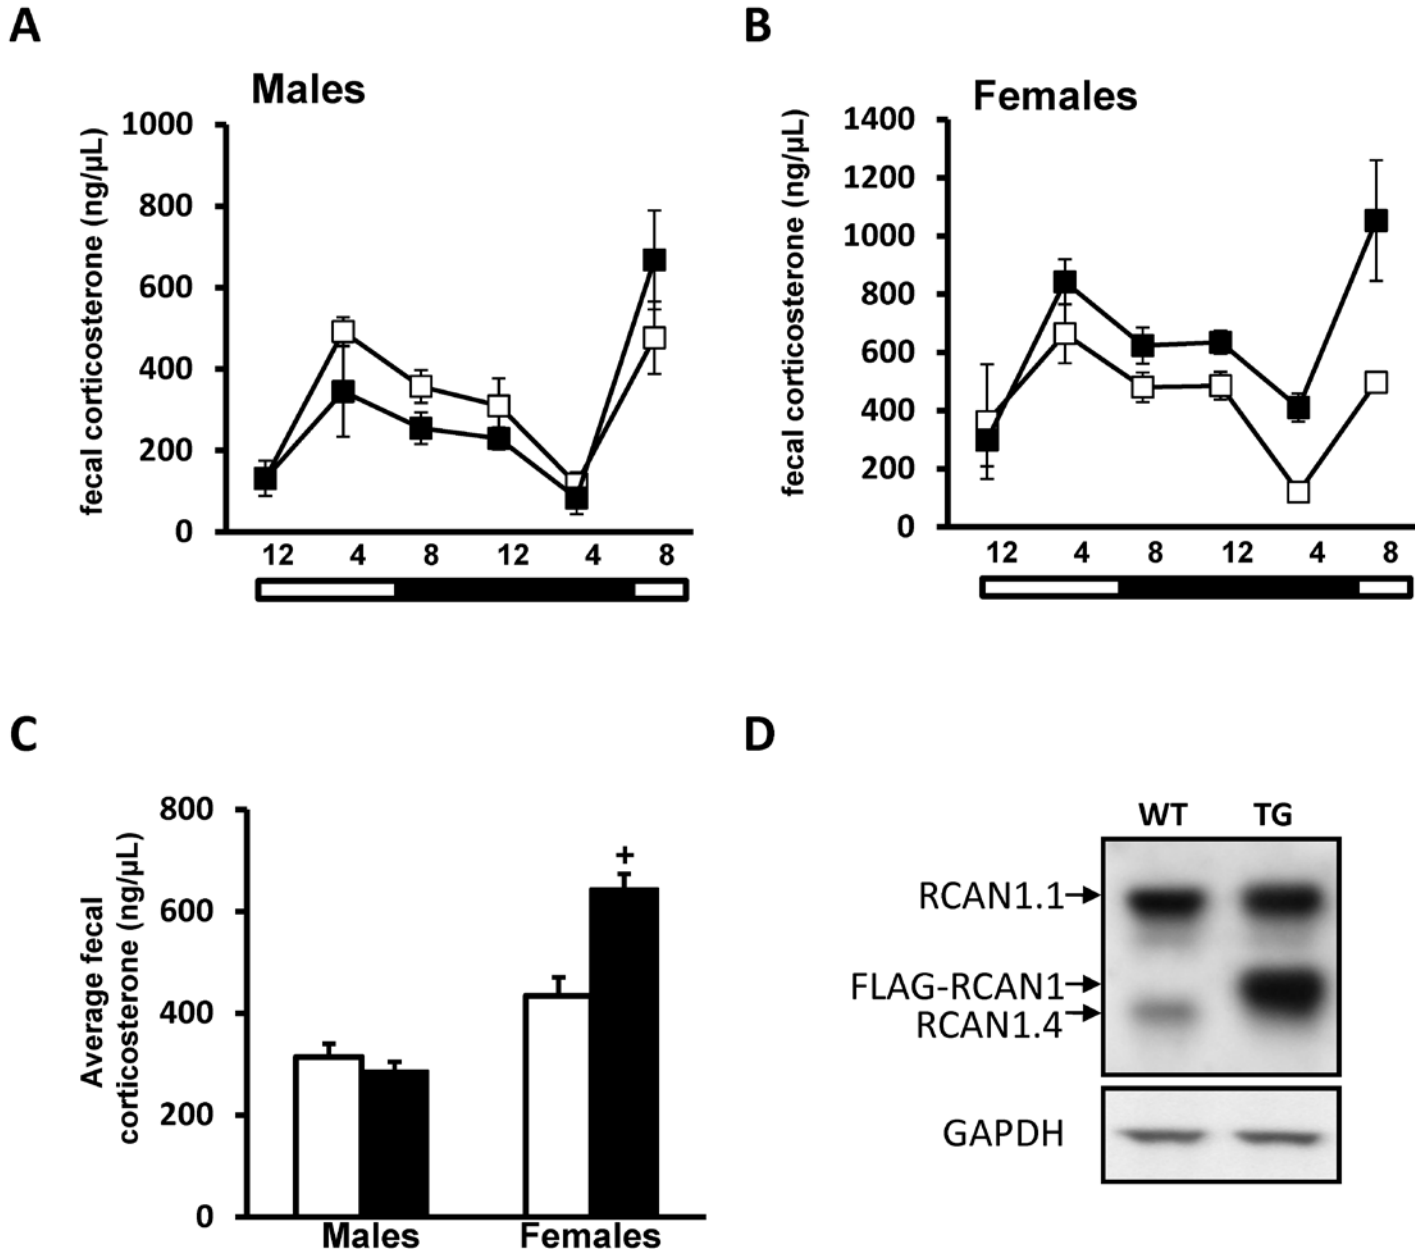 A
Males
fecal corticosterone (ng/µL)
1000
800
600
400
200
0
12 4 8 12 4 8
B
Females
fecal corticosterone (ng/µL)
1400
1200
1000
800
600
400
200
0
12 4 8 12 4 8
C
Average fecal
corticosterone (ng/µL)
800
600
400
200
0
+
Males Females
D
WT TG
RCAN1.1
FLAG-RCAN1
RCAN1.4
GAPDH